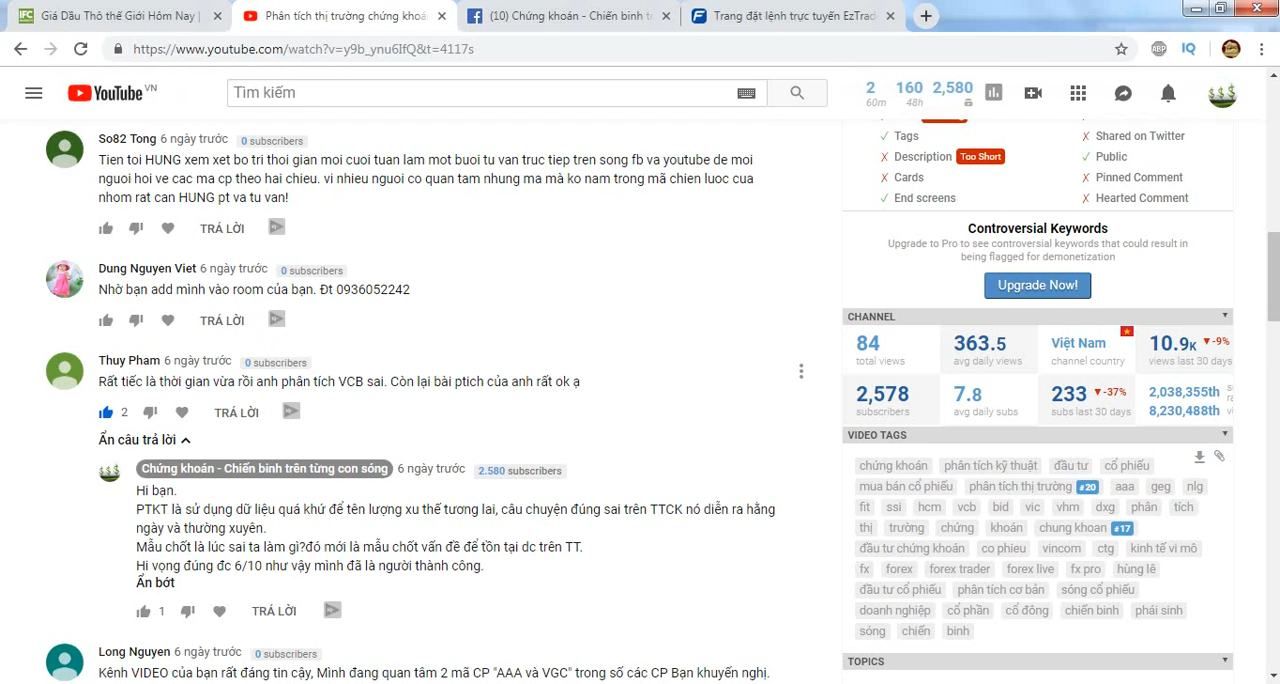 Giá Dầu Thô thế Giới Hôm Nay |
Phân tích thị trường chứng khoá
(10) Chứng khoán - Chiến binh t
Trang đặt lệnh trực tuyến EzTrad
https://www.youtube.com/watch?v=y9b_ynu6IfQ&t=4117s
ABP
IQ
YouTube VN
Tìm kiếm
2 160 2,580
60m 48h
So82 Tong 6 ngày trước 0 subscribers
Tien toi HUNG xem xet bo tri thời gian moi cuoi tuan lam mot buoi tu van truc tiep tren song fb va youtube de moi
nguoi hoi ve cac ma cp theo hai chieu. vi nhieu nguoi co quan tam nhung ma mà ko nam trong mã chien luoc cua
nhom rat can HUNG pt va tu van!
TRẢ LỜI
Dung Nguyen Viet 6 ngày trước 0 subscribers
Nhờ bạn add mình vào room của bạn. Đt 0936052242
TRẢ LỜI
Thuy Pham 6 ngày trước 0 subscribers
Rất tiếc là thời gian vừa rồi anh phân tích VCB sai. Còn lại bài ptich của anh rất ok ạ
2 TRẢ LỜI
Ẩn câu trả lời
Chứng khoán - Chiến binh trên từng con sóng 6 ngày trước 2.580 subscribers
Hi bạn.
PTKT là sử dụng dữ liệu quá khứ để tên lượng xu thế tương lai, câu chuyện đúng sai trên TTCK nó diễn ra hằng
ngày và thường xuyên.
Mẫu chốt là lúc sai ta làm gì?đó mới là mẫu chốt vấn đề để tồn tại dc trên TT.
Hi vọng đúng đc 6/10 như vậy mình đã là người thành công.
Ẩn bớt
1 TRẢ LỜI
Long Nguyen 6 ngày trước 0 subscribers
Kênh VIDEO của bạn rất đáng tin cậy, Mình đang quan tâm 2 mã CP "AAA và VGC" trong số các CP Bạn khuyến nghị.
✓ Tags ✗ Shared on Twitter
✗ Description Too Short ✓ Public
✗ Cards ✗ Pinned Comment
✓ End screens ✗ Hearted Comment
Controversial Keywords
Upgrade to Pro to see controversial keywords that could result in
being flagged for demonetization
Upgrade Now!
CHANNEL
84 363.5 Việt Nam 10.9K ▼-9%
total views avg daily views channel country views last 30 days
2,578 7.8 233 ▼-37% 2,038,355th
subscribers avg daily subs subs last 30 days 8,230,488th
VIDEO TAGS
chứng khoán phân tích kỹ thuật đầu tư cổ phiếu
mua bán cổ phiếu phân tích thị trường #20 aaa geg nlg
fit ssi hcm vcb bid vic vhm dxg phân tích
thị trường chứng khoán chung khoan #17
đầu tư chứng khoán co phieu vincom ctg kinh tế vi mô
fx forex forex trader forex live fx pro hùng lê
đầu tư cổ phiếu phân tích cơ bản sóng cổ phiếu
doanh nghiệp cổ phần cổ đông chiến binh phái sinh
sóng chiến binh
TOPICS